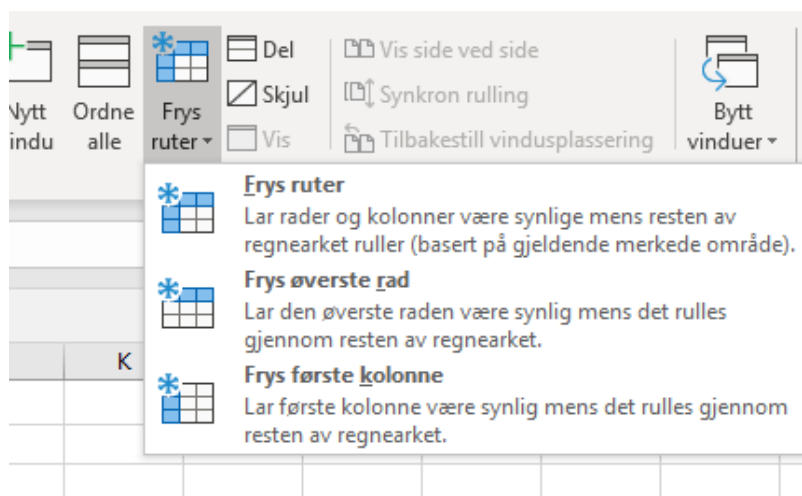 Nytt
indu
Ordne
alle
Frys
ruter
Del
Skjul
Vis
Vis side ved side
Synkron rulling
Tilbakestill vindusplassering
Bytt
vinduer
Frys ruter
Lar rader og kolonner være synlige mens resten av
regnearket ruller (basert på gjeldende merkede område).
Frys øverste rad
Lar den øverste raden være synlig mens det rulles
gjennom resten av regnearket.
Frys første kolonne
Lar første kolonne være synlig mens det rulles gjennom
resten av regnearket.
K